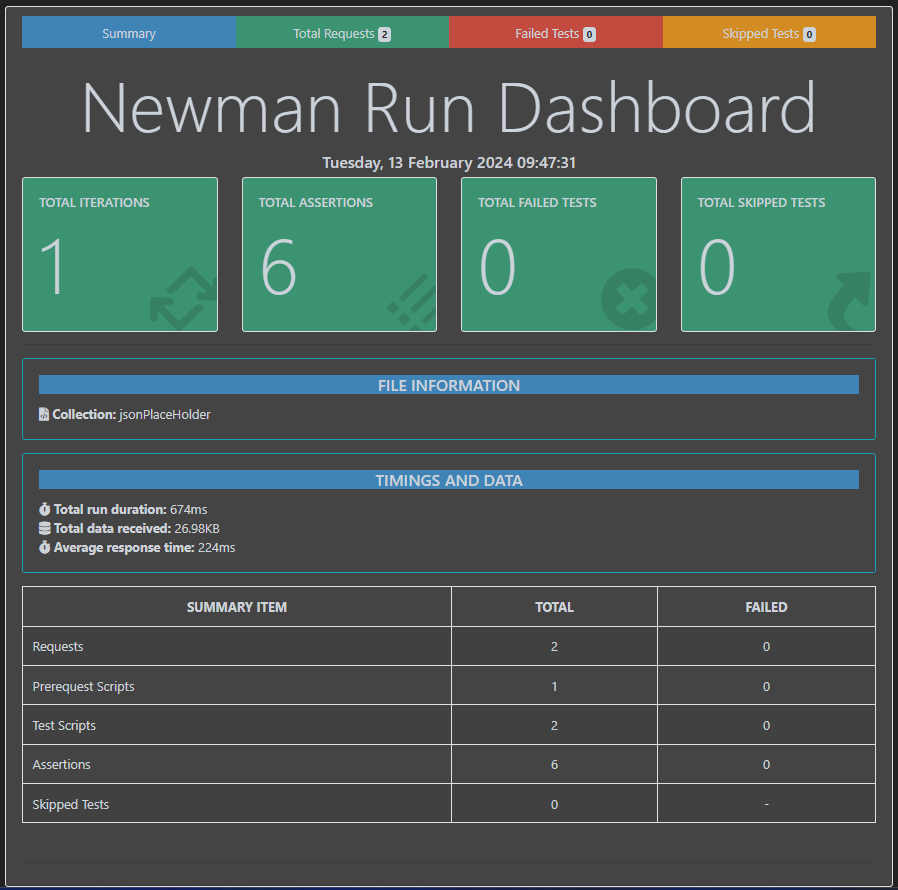 Summary
Total Requests 2
Failed Tests 0
Skipped Tests 0
Newman Run Dashboard
Tuesday, 13 February 2024 09:47:31
TOTAL ITERATIONS
1
TOTAL ASSERTIONS
6
TOTAL FAILED TESTS
0
TOTAL SKIPPED TESTS
0
FILE INFORMATION
Collection: jsonPlaceHolder
TIMINGS AND DATA
Total run duration: 674ms
Total data received: 26.98KB
Average response time: 224ms
SUMMARY ITEM TOTAL FAILED
Requests 2 0
Prerequest Scripts 1 0
Test Scripts 2 0
Assertions 6 0
Skipped Tests 0 -